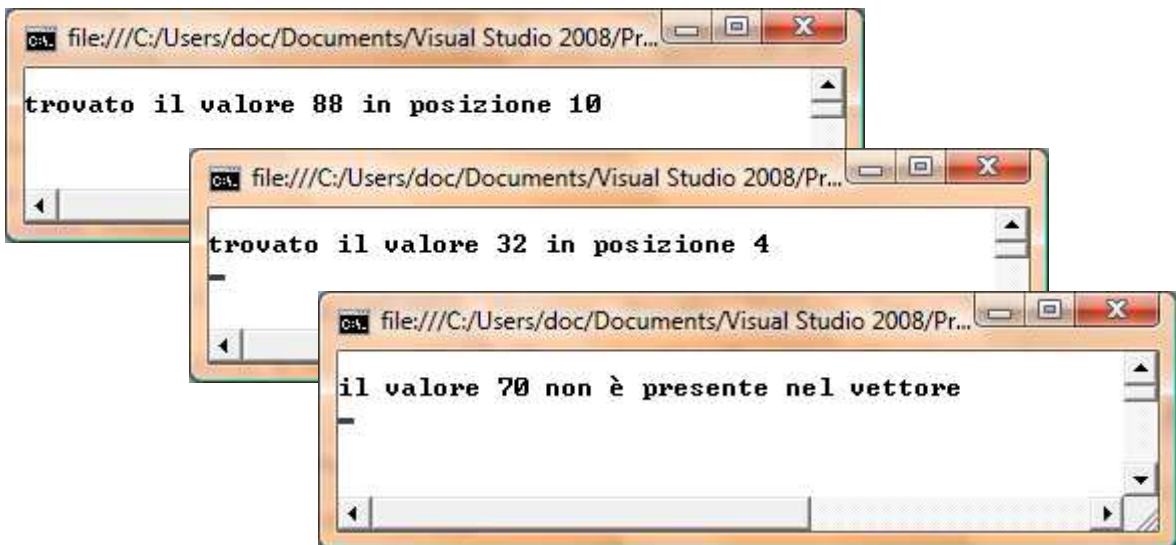 file:///C:/Users/doc/Documents/Visual Studio 2008/Pr...
trovato il valore 88 in posizione 10
file:///C:/Users/doc/Documents/Visual Studio 2008/Pr...
trovato il valore 32 in posizione 4
file:///C:/Users/doc/Documents/Visual Studio 2008/Pr...
il valore 70 non è presente nel vettore